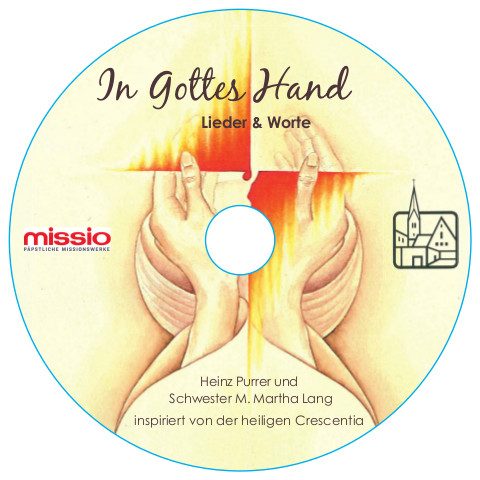 In Gottes Hand
Lieder & Worte
missio
PÄPSTLICHE MISSIONSWERKE
Heinz Purrer und
Schwester M. Martha Lang
inspiriert von der heiligen Crescentia